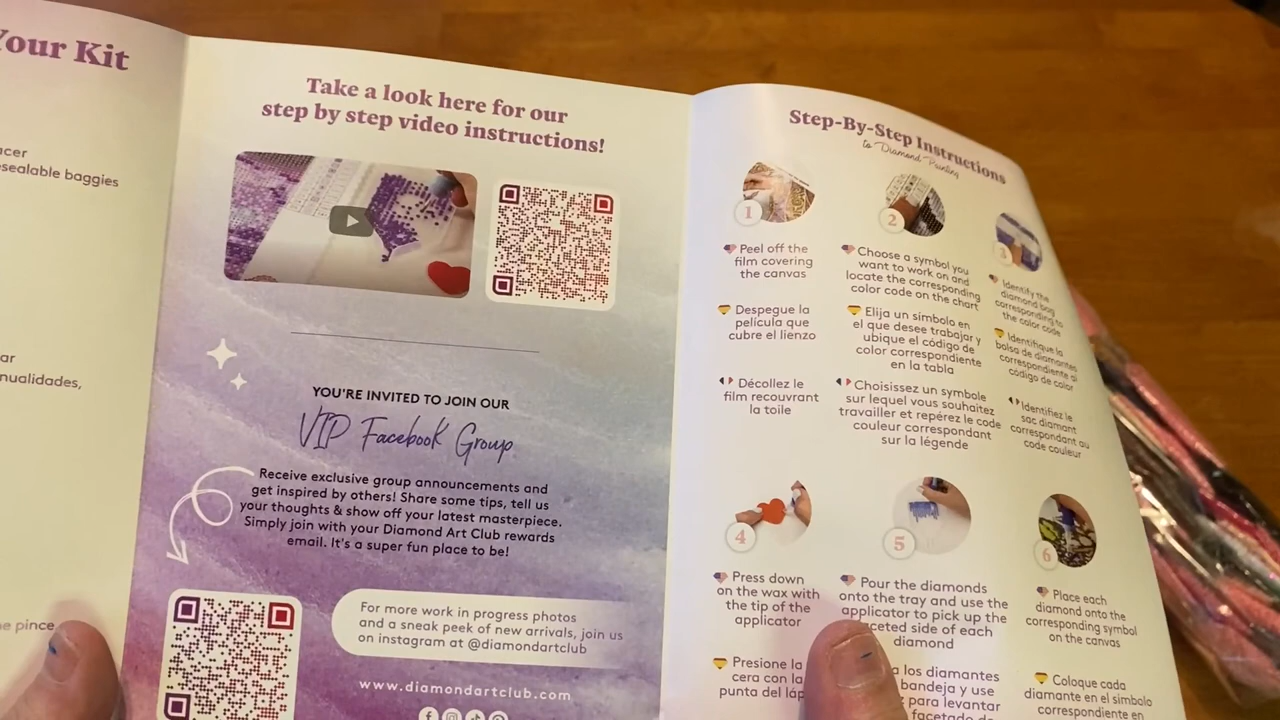 Your Kit
esealable baggies
ar
nualidades,
pince
Take a look here for our
step by step video instructions!
YOU'RE INVITED TO JOIN OUR
VIP Facebook Group
Receive exclusive group announcements and
get inspired by others! Share some tips, tell us
your thoughts & show off your latest masterpiece.
Simply join with your Diamond Art Club rewards
email. It's a super fun place to be!
For more work in progress photos
and a sneak peek of new arrivals, join us
on instagram at @diamondartclub
www.diamondartclub.com
Step-By-Step Instructions
to Diamond Painting
1
Peel off the
film covering
the canvas
Despegue la
película que
cubre el lienzo
Décollez le
film recouvrant
la toile
2
Choose a symbol you
want to work on and
locate the corresponding
color code on the chart
Elija un símbolo en
el que desee trabajar y
ubique el código de
color correspondiente
en la tabla
Choisissez un symbole
sur lequel vous souhaitez
travailler et repérez le code
couleur correspondant
sur la légende
3
Identify the
diamond bag
corresponding to
the color code
Identifique la
bolsa de diamantes
correspondiente al
código de color
Identifiez le
sac diamant
correspondant au
code couleur
4
Press down
on the wax with
the tip of the
applicator
Presione la
cera con la
punta del láp
5
Pour the diamonds
onto the tray and use the
applicator to pick up the
ceted side of each
diamond
a los diamantes
bandeja y use
para levantar
facetado de
6
Place each
diamond onto the
corresponding symbol
on the canvas
Coloque cada
diamante en el símbolo
correspondiente en